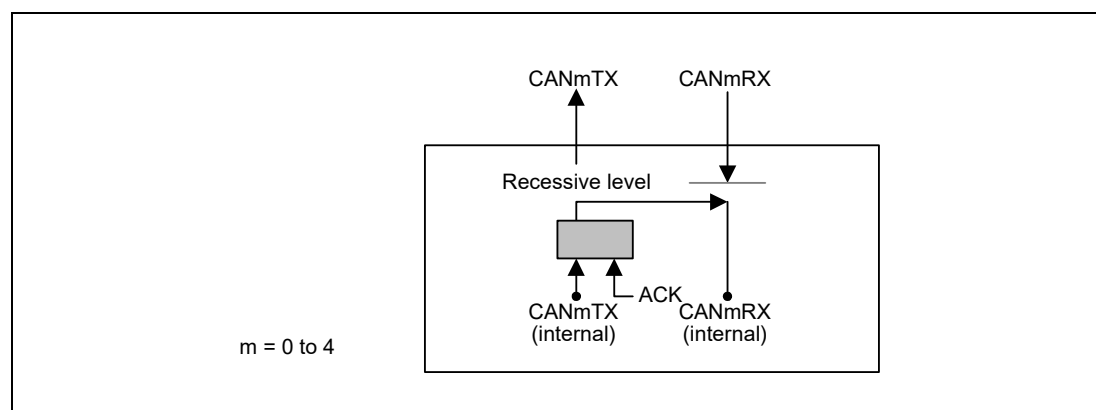 CANmTX CANmRX
Recessive level
ACK
CANmTX CANmRX
(internal) (internal)
m = 0 to 4